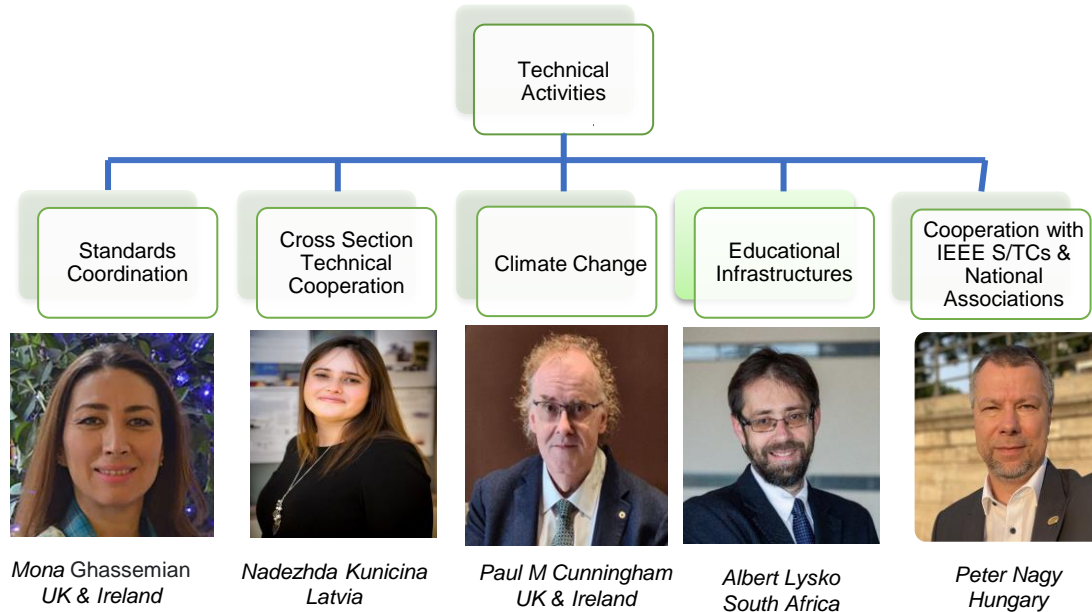 Technical
Activities
Standards
Coordination
Cross Section
Technical
Cooperation
Climate Change
Educational
Infrastructures
Cooperation with
IEEE S/TCs &
National
Associations
Mona Ghassemian
UK & Ireland
Nadezhda Kunicina
Latvia
Paul M Cunningham
UK & Ireland
Albert Lysko
South Africa
Peter Nagy
Hungary